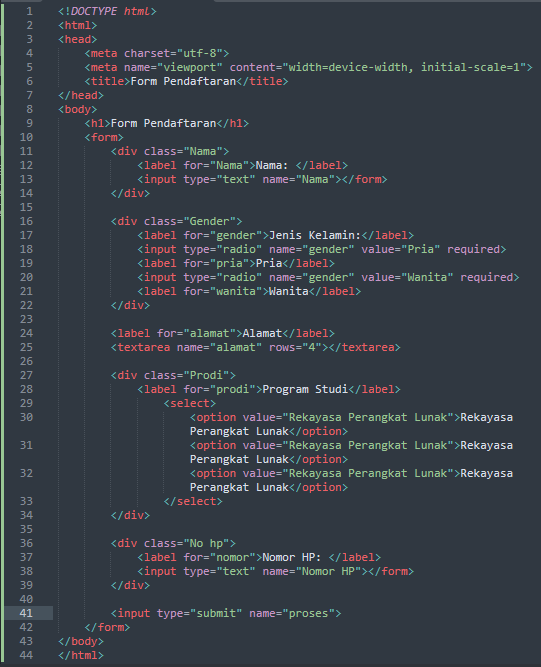 1 <!DOCTYPE html>
2 <html>
3 <head>
4     <meta charset="utf-8">
5     <meta name="viewport" content="width=device-width, initial-scale=1">
6     <title>Form Pendaftaran</title>
7 </head>
8 <body>
9     <h1>Form Pendaftaran</h1>
10     <form>
11         <div class="Nama">
12             <label for="Nama">Nama: </label>
13             <input type="text" name="Nama"></form>
14         </div>
15
16         <div class="Gender">
17             <label for="gender">Jenis Kelamin:</label>
18             <input type="radio" name="gender" value="Pria" required>
19             <label for="pria">Pria</label>
20             <input type="radio" name="gender" value="Wanita" required>
21             <label for="wanita">Wanita</label>
22         </div>
23
24         <label for="alamat">Alamat</label>
25         <textarea name="alamat" rows="4"></textarea>
26
27         <div class="Prodi">
28             <label for="prodi">Program Studi</label>
29                 <select>
30                     <option value="Rekayasa Perangkat Lunak">Rekayasa
                    Perangkat Lunak</option>
31                     <option value="Rekayasa Perangkat Lunak">Rekayasa
                    Perangkat Lunak</option>
32                     <option value="Rekayasa Perangkat Lunak">Rekayasa
                    Perangkat Lunak</option>
33                 </select>
34         </div>
35
36         <div class="No hp">
37             <label for="nomor">Nomor HP: </label>
38             <input type="text" name="Nomor HP"></form>
39         </div>
40
41         <input type="submit" name="proses">
42     </form>
43 </body>
44 </html>